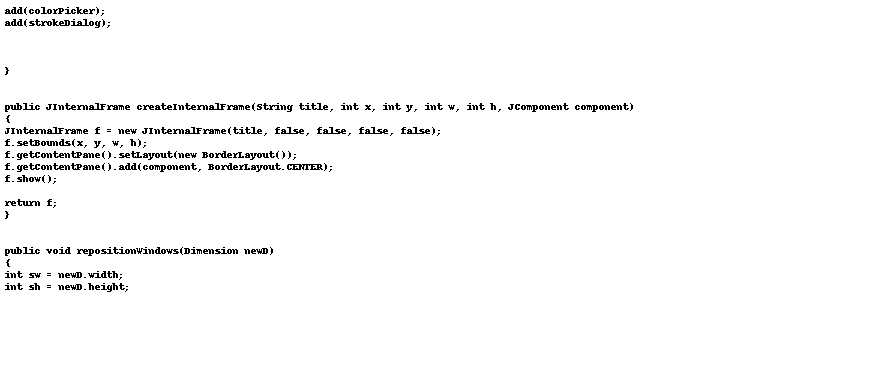 add(colorPicker);
add(strokeDialog);
}
public JInternalFrame createInternalFrame(String title, int x, int y, int w, int h, JComponent component)
{
JInternalFrame f = new JInternalFrame(title, false, false, false, false);
f.setBounds(x, y, w, h);
f.getContentPane().setLayout(new BorderLayout());
f.getContentPane().add(component, BorderLayout.CENTER);
f.show();
return f;
}
public void repositionWindows(Dimension newD)
{
int sw = newD.width;
int sh = newD.height;